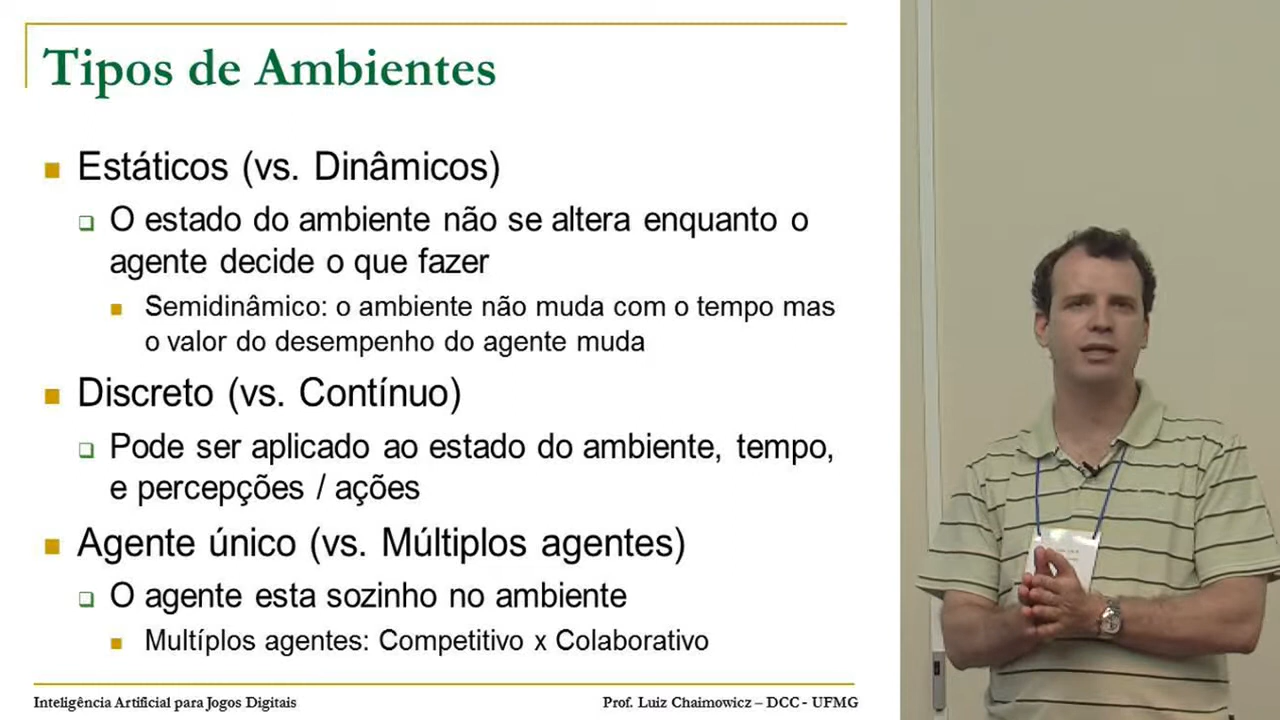 Tipos de Ambientes
Estáticos (vs. Dinâmicos)
O estado do ambiente não se altera enquanto o
agente decide o que fazer
Semidinâmico: o ambiente não muda com o tempo mas
o valor do desempenho do agente muda
Discreto (vs. Contínuo)
Pode ser aplicado ao estado do ambiente, tempo,
e percepções / ações
Agente único (vs. Múltiplos agentes)
O agente esta sozinho no ambiente
Multíplos agentes: Competitivo x Colaborativo
Inteligência Artificial para Jogos Digitais
Prof. Luiz Chaimowicz – DCC - UFMG